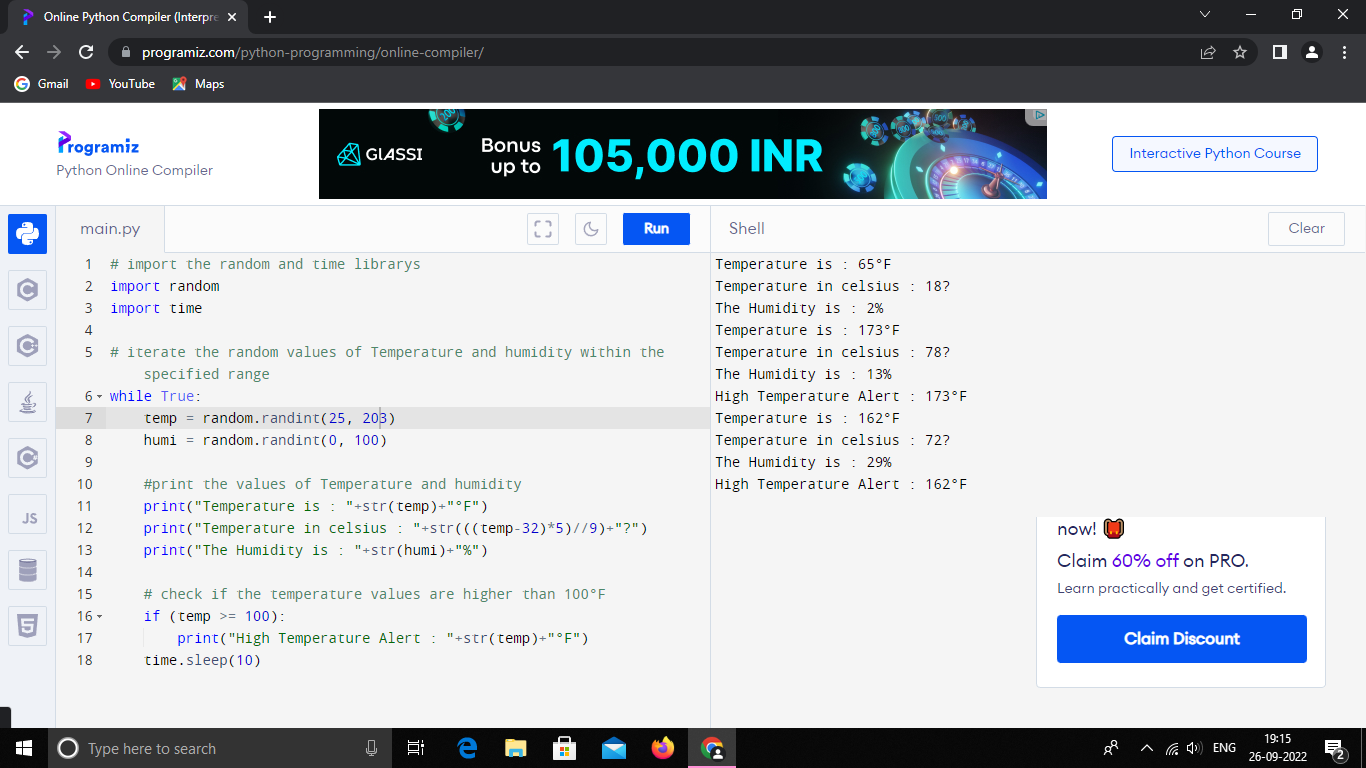 Online Python Compiler (Interpre
programiz.com/python-programming/online-compiler/
Gmail YouTube Maps
Programiz
Python Online Compiler
GLASSI
Bonus
up to
105,000 INR
Interactive Python Course
main.py
Run
Shell
Clear
1 # import the random and time librarys
2 import random
3 import time
4
5 # iterate the random values of Temperature and humidity within the
specified range
6 while True:
7 temp = random.randint(25, 203)
8 humi = random.randint(0, 100)
9
10 #print the values of Temperature and humidity
11 print("Temperature is : "+str(temp)+"°F")
12 print("Temperature in celsius : "+str(((temp-32)*5)//9)+"?")
13 print("The Humidity is : "+str(humi)+"%")
14
15 # check if the temperature values are higher than 100°F
16 if (temp >= 100):
17 print("High Temperature Alert : "+str(temp)+"°F")
18 time.sleep(10)
Temperature is : 65°F
Temperature in celsius : 18?
The Humidity is : 2%
Temperature is : 173°F
Temperature in celsius : 78?
The Humidity is : 13%
High Temperature Alert : 173°F
Temperature is : 162°F
Temperature in celsius : 72?
The Humidity is : 29%
High Temperature Alert : 162°F
now!
Claim 60% off on PRO.
Learn practically and get certified.
Claim Discount
JS
Type here to search
ENG
19:15
26-09-2022
2